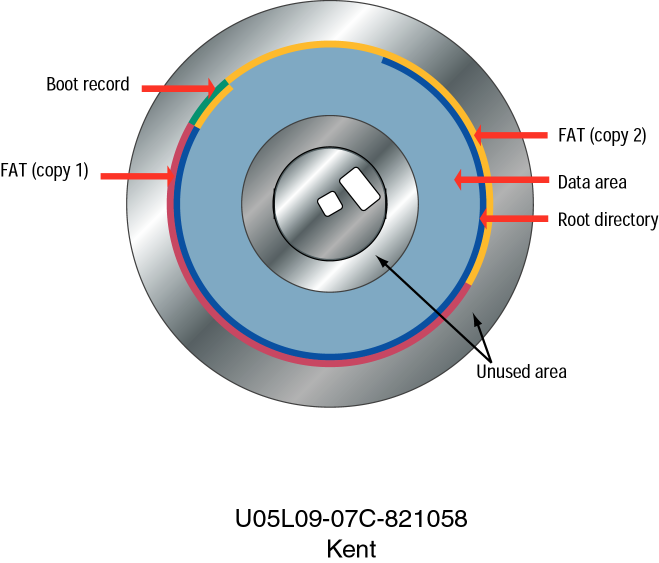 Boot record
FAT (copy 1)
FAT (copy 2)
Data area
Root directory
Unused area
U05L09-07C-821058
Kent